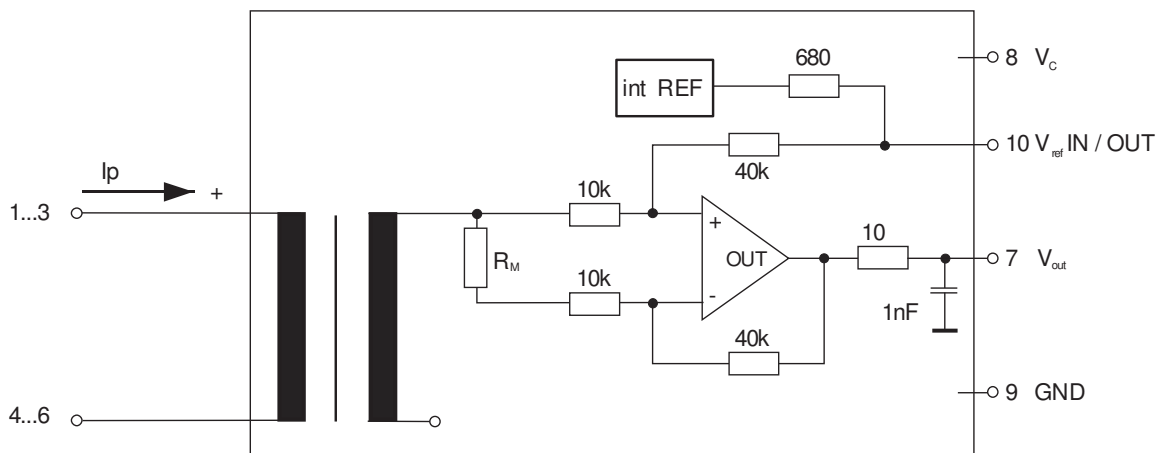 680
8 V_C
int REF
10 V_ref IN / OUT
40k
Ip
+
10k
1...3
+
10
OUT
7 V_out
R_M
10k
-
1nF
40k
9 GND
4...6